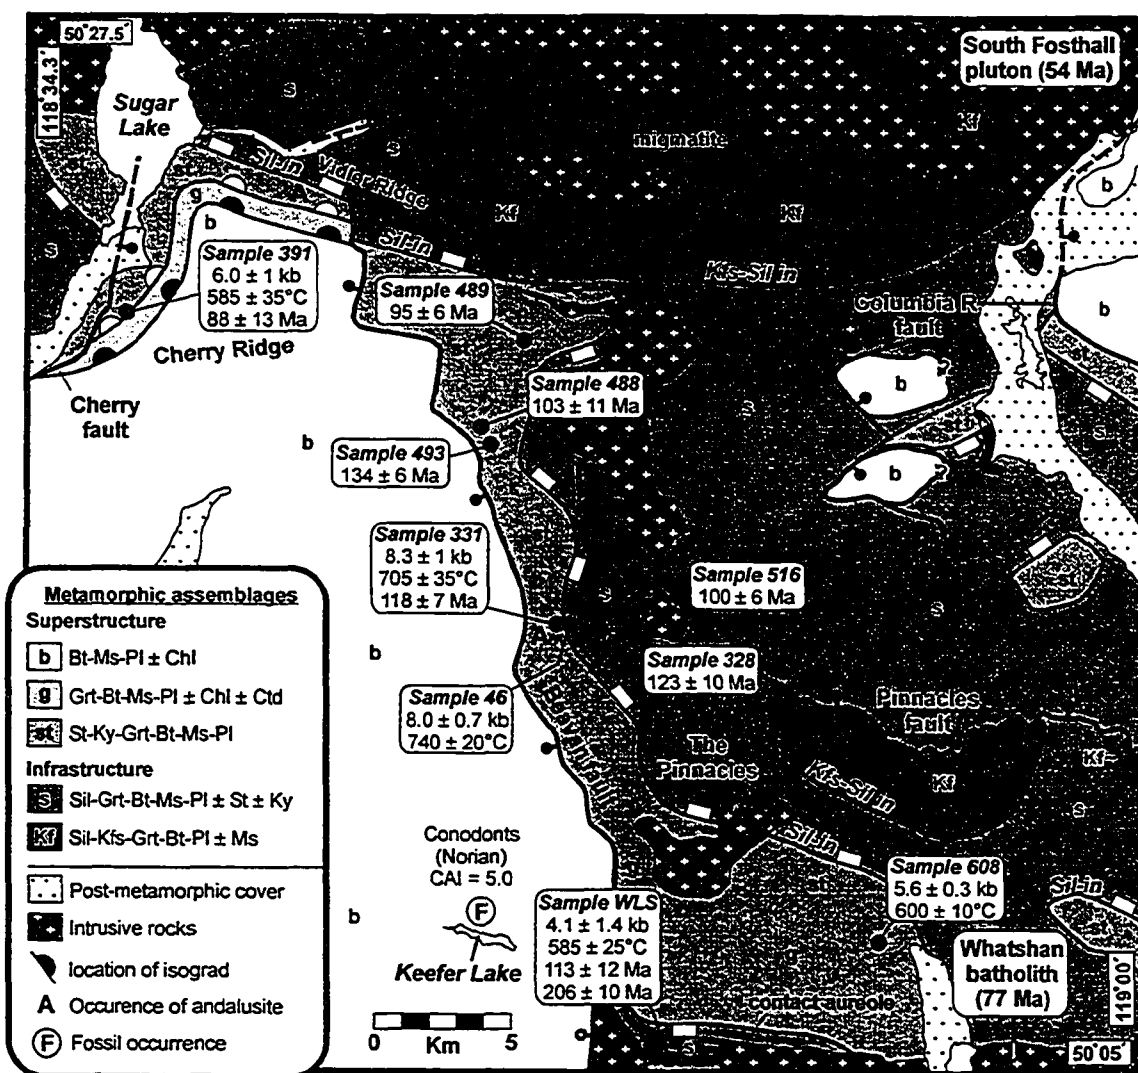 50°27.5'
118°34.3'
Sugar
Lake
South Fosthall
pluton (54 Ma)
s
Kf
migmatite
s
Sil-in
Vidler Ridge
st
g
b
Kf
Kf
b
Sil-in
Kfs-Sil in
s
Sample 391
6.0 ± 1 kb
585 ± 35°C
88 ± 13 Ma
Sample 489
95 ± 6 Ma
Columbia R.
fault
b
Cherry Ridge
st
Cherry
fault
Sample 488
103 ± 11 Ma
b
s
st
s
b
Sample 493
134 ± 6 Ma
b
Sample 331
8.3 ± 1 kb
705 ± 35°C
118 ± 7 Ma
s
Sample 516
100 ± 6 Ma
st
s
b
Sample 328
123 ± 10 Ma
Sample 46
8.0 ± 0.7 kb
740 ± 20°C
Pinnacles
fault
The
Pinnacles
Kfs-Sil in
Kf
Kf
s
Sil-in
Conodonts
(Norian)
CAI = 5.0
F
Keefer Lake
b
st
Sample 608
5.6 ± 0.3 kb
600 ± 10°C
Sil-in
st
Sample WLS
4.1 ± 1.4 kb
585 ± 25°C
113 ± 12 Ma
206 ± 10 Ma
Whatshan
batholith
(77 Ma)
contact aureole
s
119°00'
50°05'
0 Km 5
Metamorphic assemblages
Superstructure
b Bt-Ms-Pl ± Chl
g Grt-Bt-Ms-Pl ± Chl ± Ctd
st St-Ky-Grt-Bt-Ms-Pl
Infrastructure
s Sil-Grt-Bt-Ms-Pl ± St ± Ky
Kf Sil-Kfs-Grt-Bt-Pl ± Ms
Post-metamorphic cover
Intrusive rocks
location of isograd
A Occurence of andalusite
F Fossil occurrence